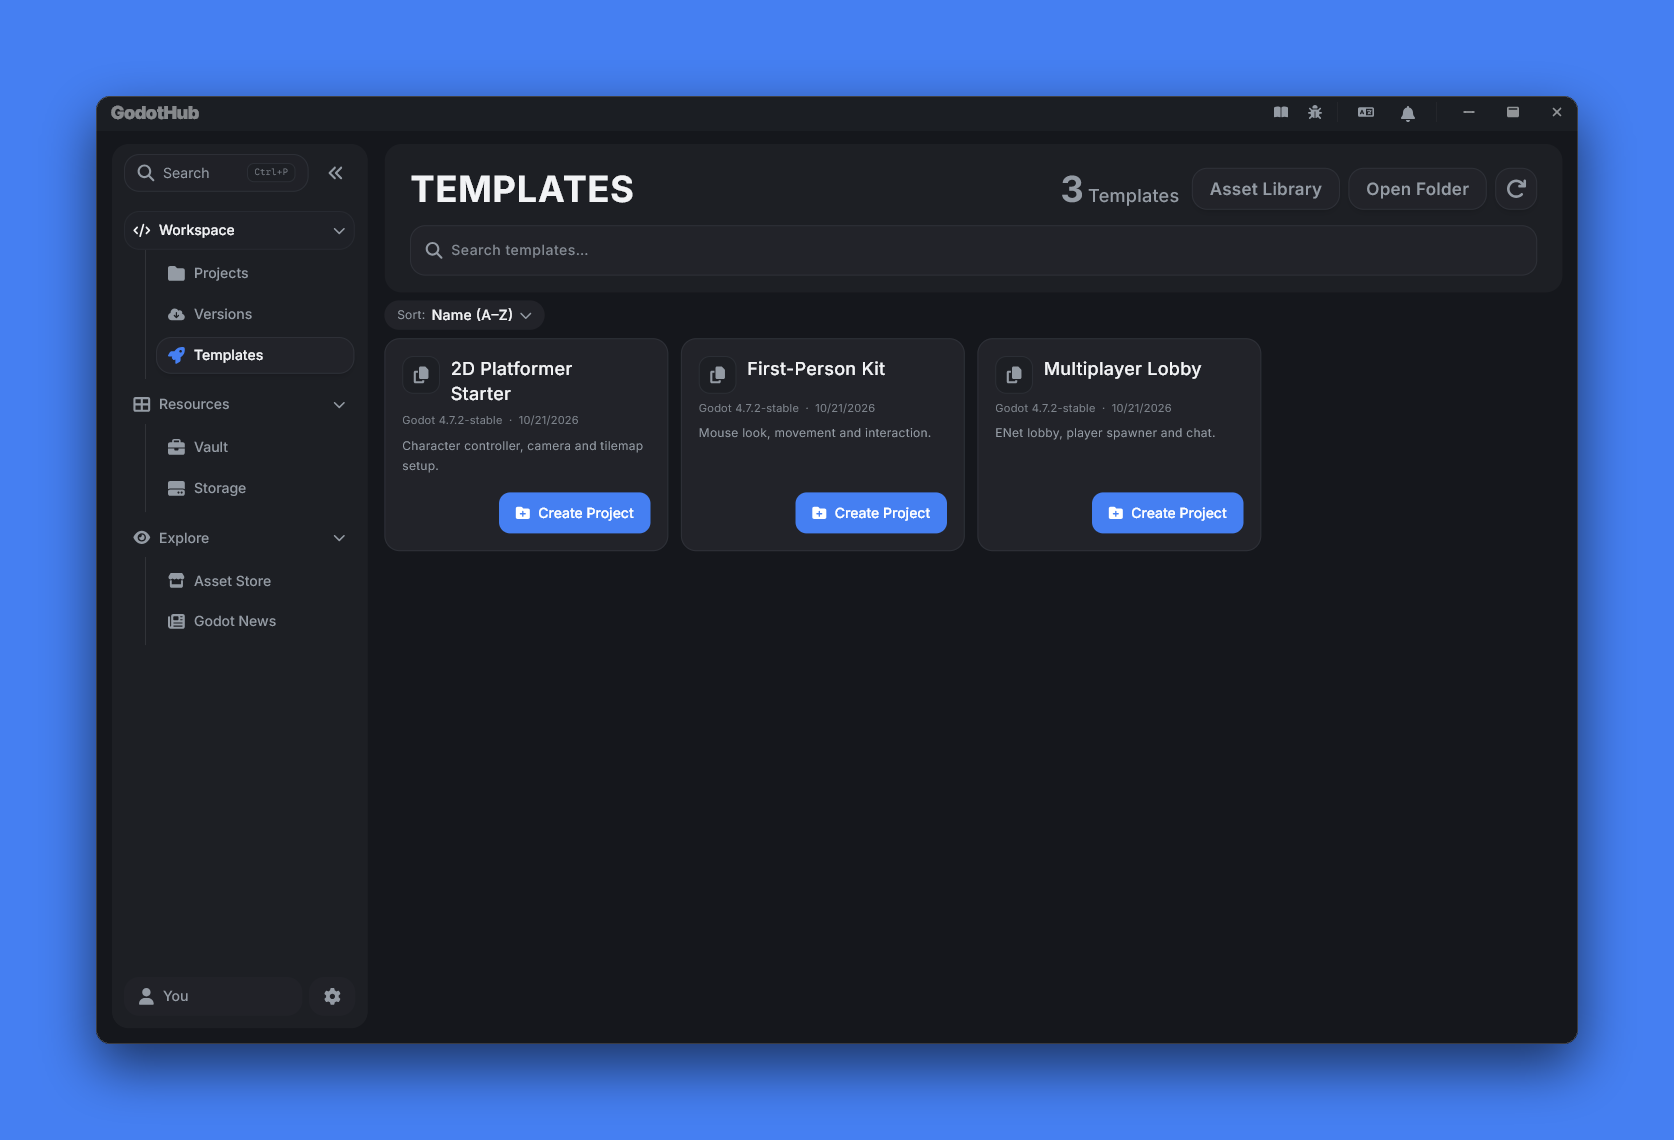 GodotHub
Search
Ctrl+P
Workspace
Projects
Versions
Templates
Resources
Vault
Storage
Explore
Asset Store
Godot News
You
TEMPLATES
3 Templates
Asset Library
Open Folder
Search templates...
Sort: Name (A–Z)
2D Platformer
Starter
Godot 4.7.2-stable · 10/21/2026
Character controller, camera and tilemap
setup.
Create Project
First-Person Kit
Godot 4.7.2-stable · 10/21/2026
Mouse look, movement and interaction.
Create Project
Multiplayer Lobby
Godot 4.7.2-stable · 10/21/2026
ENet lobby, player spawner and chat.
Create Project